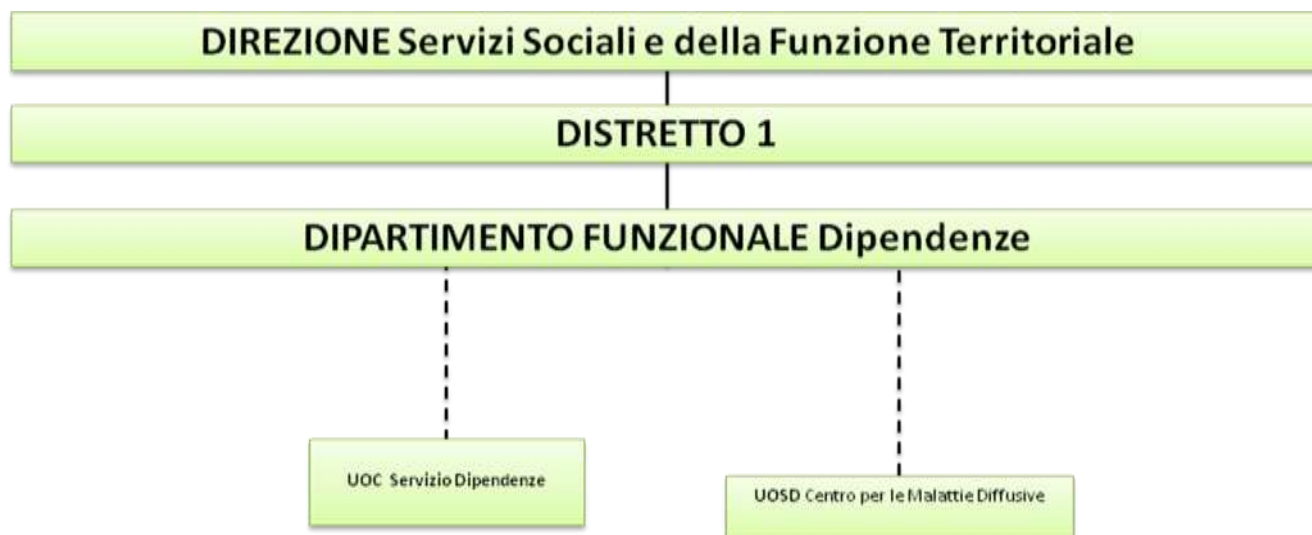 DIREZIONE Servizi Sociali e della Funzione Territoriale
DISTRETTO 1
DIPARTIMENTO FUNZIONALE Dipendenze
UOC Servizio Dipendenze
UOSD Centro per le Malattie Diffusive